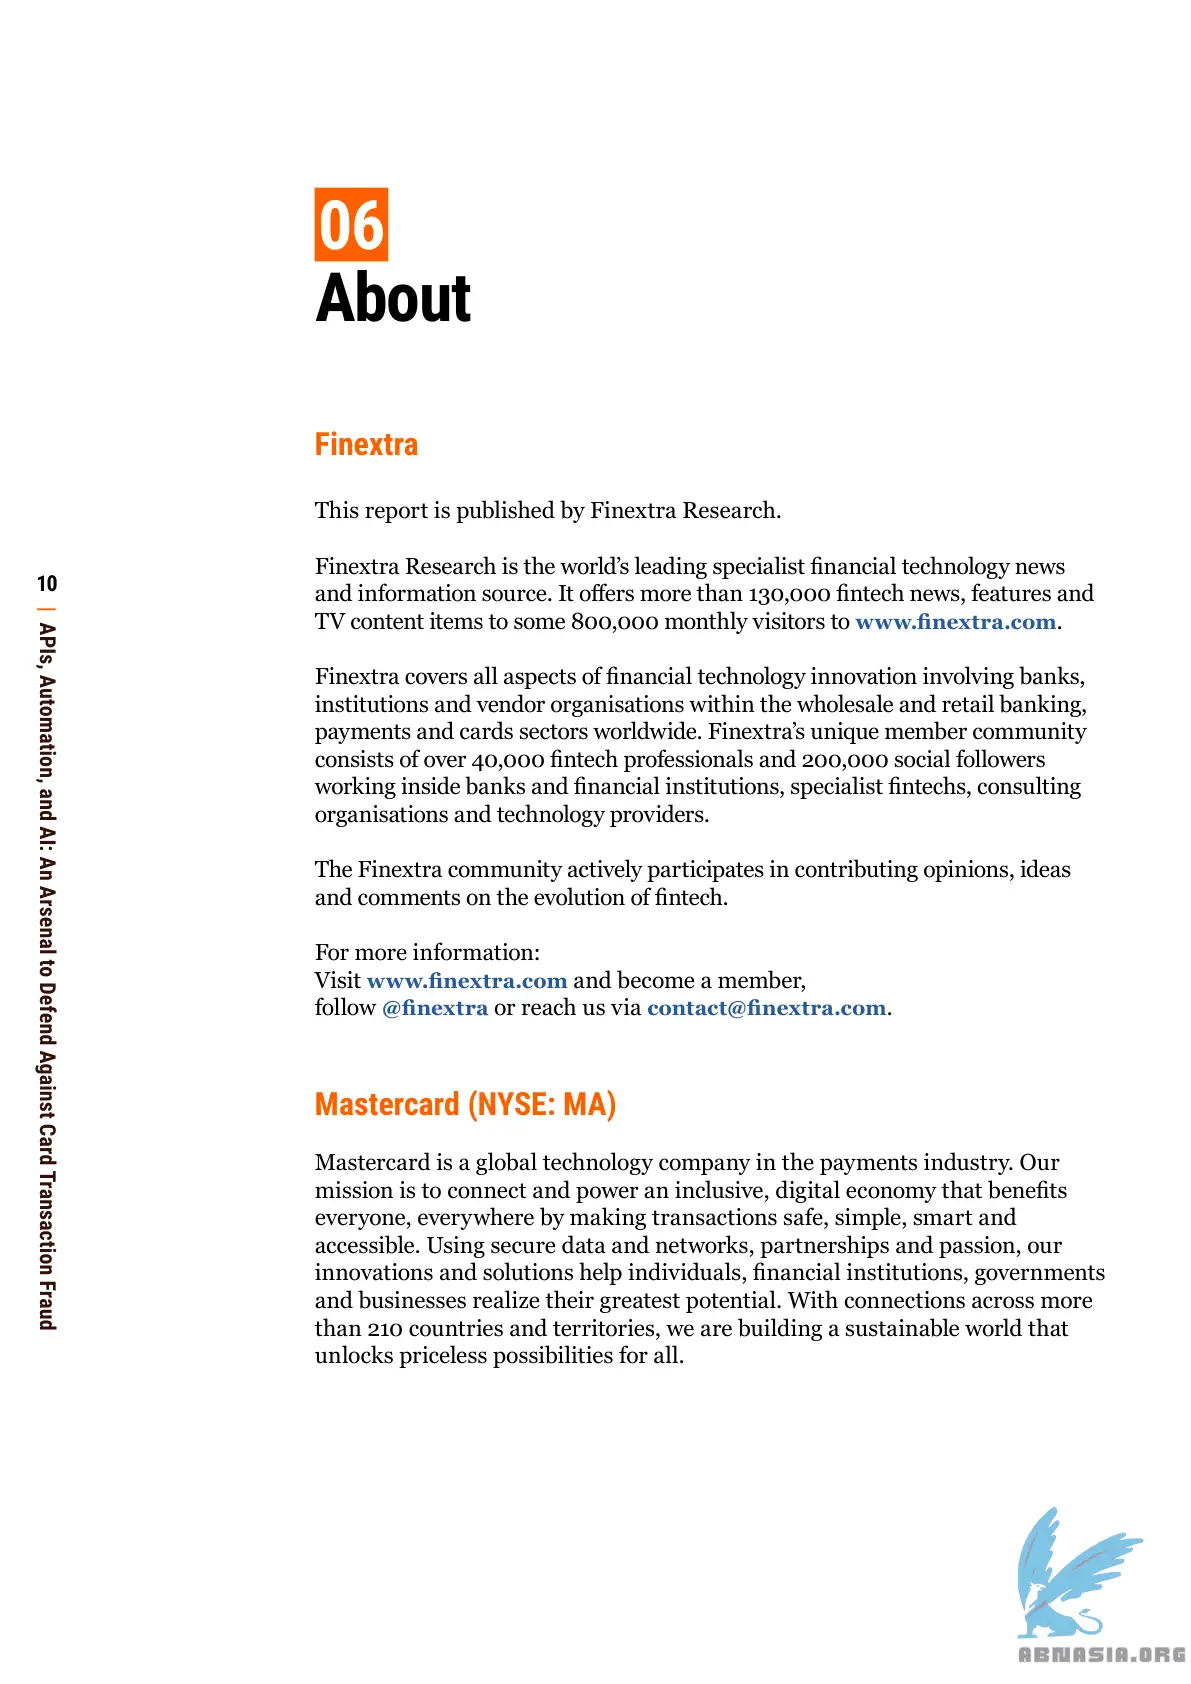 06
About
Finextra
This report is published by Finextra Research.
Finextra Research is the world’s leading specialist financial technology news
and information source. It offers more than 130,000 fintech news, features and
TV content items to some 800,000 monthly visitors to www.finextra.com.
Finextra covers all aspects of financial technology innovation involving banks,
institutions and vendor organisations within the wholesale and retail banking,
payments and cards sectors worldwide. Finextra’s unique member community
consists of over 40,000 fintech professionals and 200,000 social followers
working inside banks and financial institutions, specialist fintechs, consulting
organisations and technology providers.
The Finextra community actively participates in contributing opinions, ideas
and comments on the evolution of fintech.
For more information:
Visit www.finextra.com and become a member,
follow @finextra or reach us via contact@finextra.com.
Mastercard (NYSE: MA)
Mastercard is a global technology company in the payments industry. Our
mission is to connect and power an inclusive, digital economy that benefits
everyone, everywhere by making transactions safe, simple, smart and
accessible. Using secure data and networks, partnerships and passion, our
innovations and solutions help individuals, financial institutions, governments
and businesses realize their greatest potential. With connections across more
than 210 countries and territories, we are building a sustainable world that
unlocks priceless possibilities for all.
10 | APIs, Automation, and AI: An Arsenal to Defend Against Card Transaction Fraud
ABNASIA.ORG